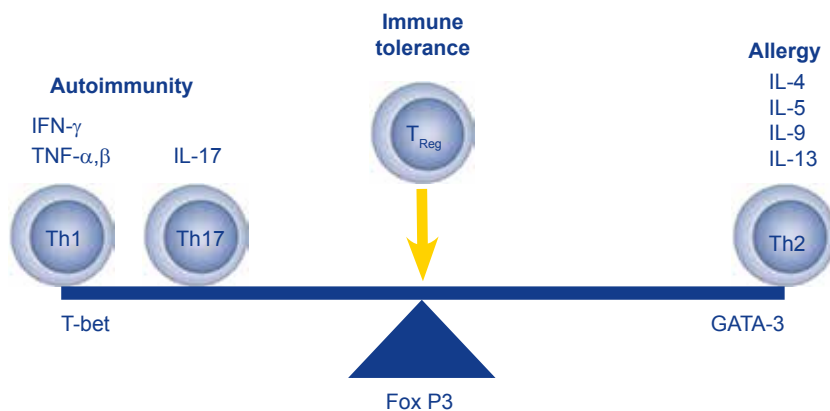 Immune
tolerance
Allergy
Autoimmunity
IL-4
IL-5
IL-9
IL-13
IFN-γ
TNF-α,β
IL-17
T_Reg
Th1
Th17
Th2
T-bet
GATA-3
Fox P3